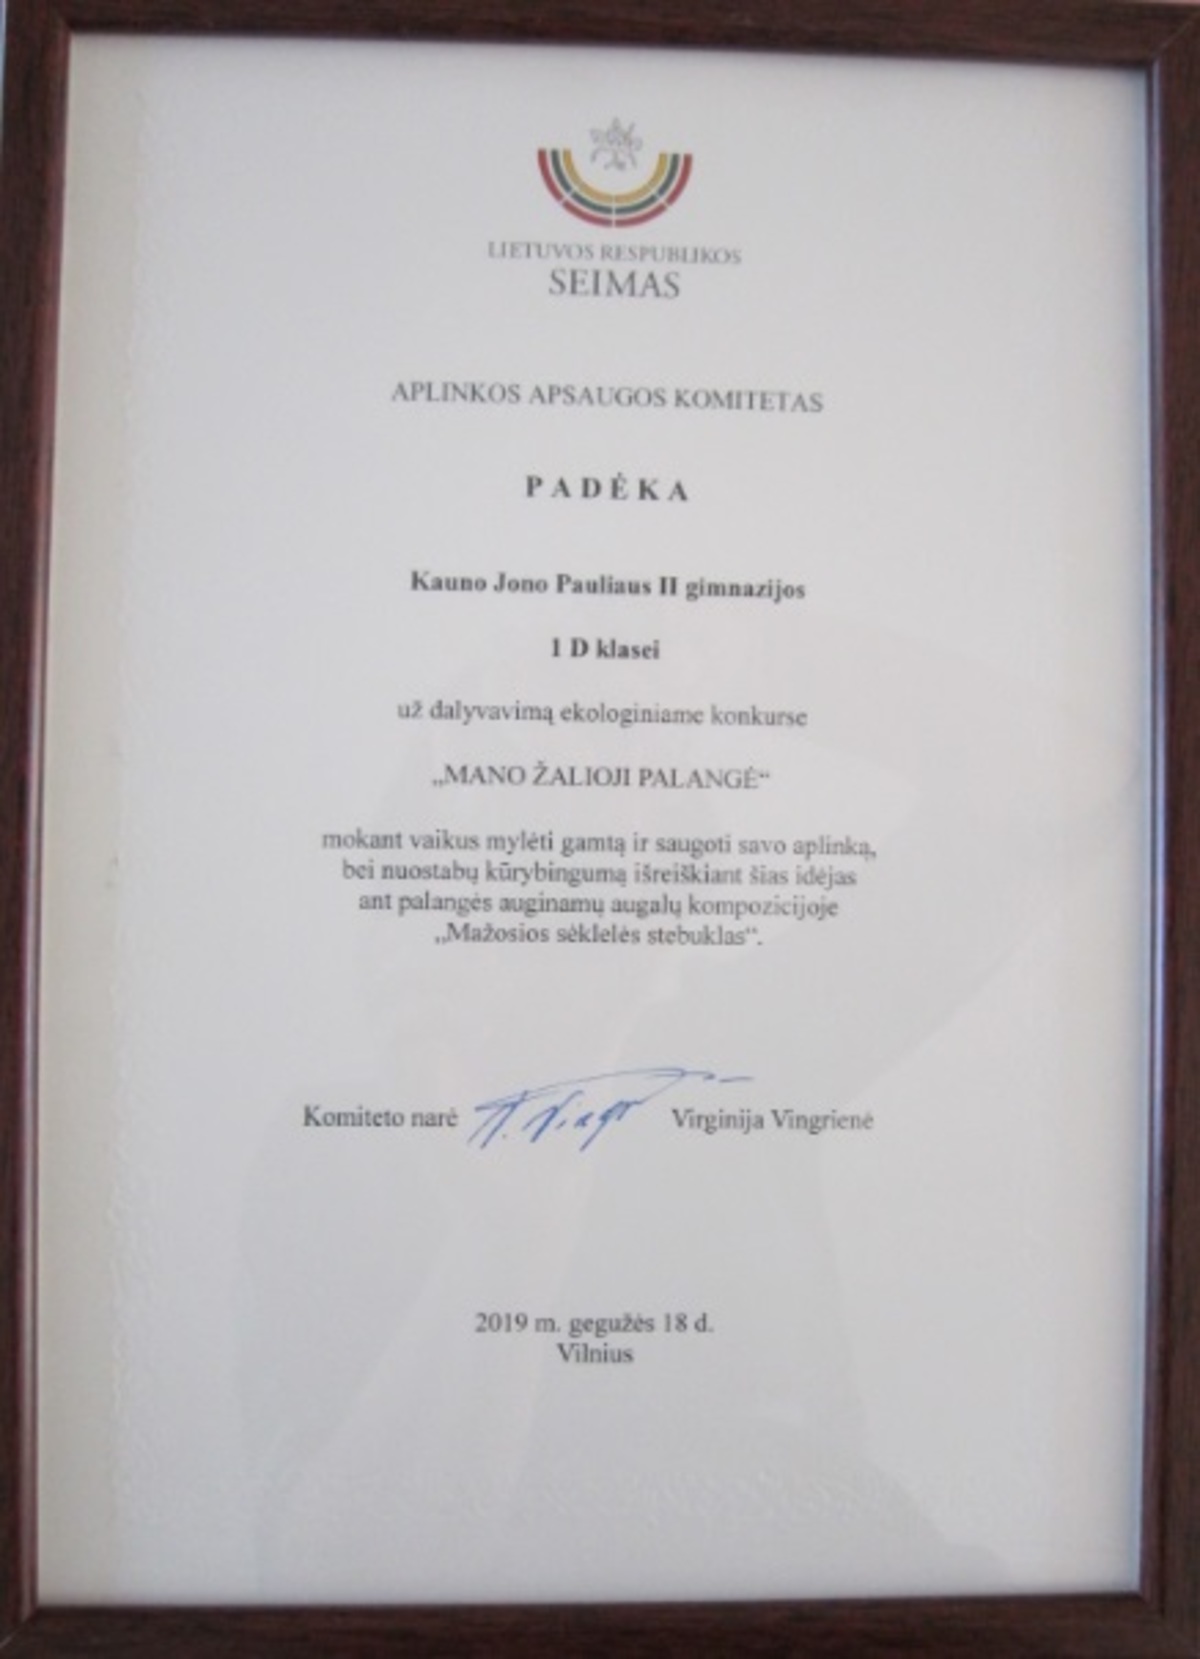 LIETUVOS RESPUBLIKOS
SEIMAS
APLINKOS APSAUGOS KOMITETAS
PADĖKA
Kauno Jono Pauliaus II gimnazijos
1 D klasei
už dalyvavimą ekologiniame konkurse
„MANO ŽALIOJI PALANGĖ“
mokant vaikus mylėti gamtą ir saugoti savo aplinką,
bei nuostabų kūrybingumą išreiškiant šias idėjas
ant palangės auginamų augalų kompozicijoje
„Mažosios sėklelės stebuklas“.
Komiteto narė Virginija Vingrienė
2019 m. gegužės 18 d.
Vilnius